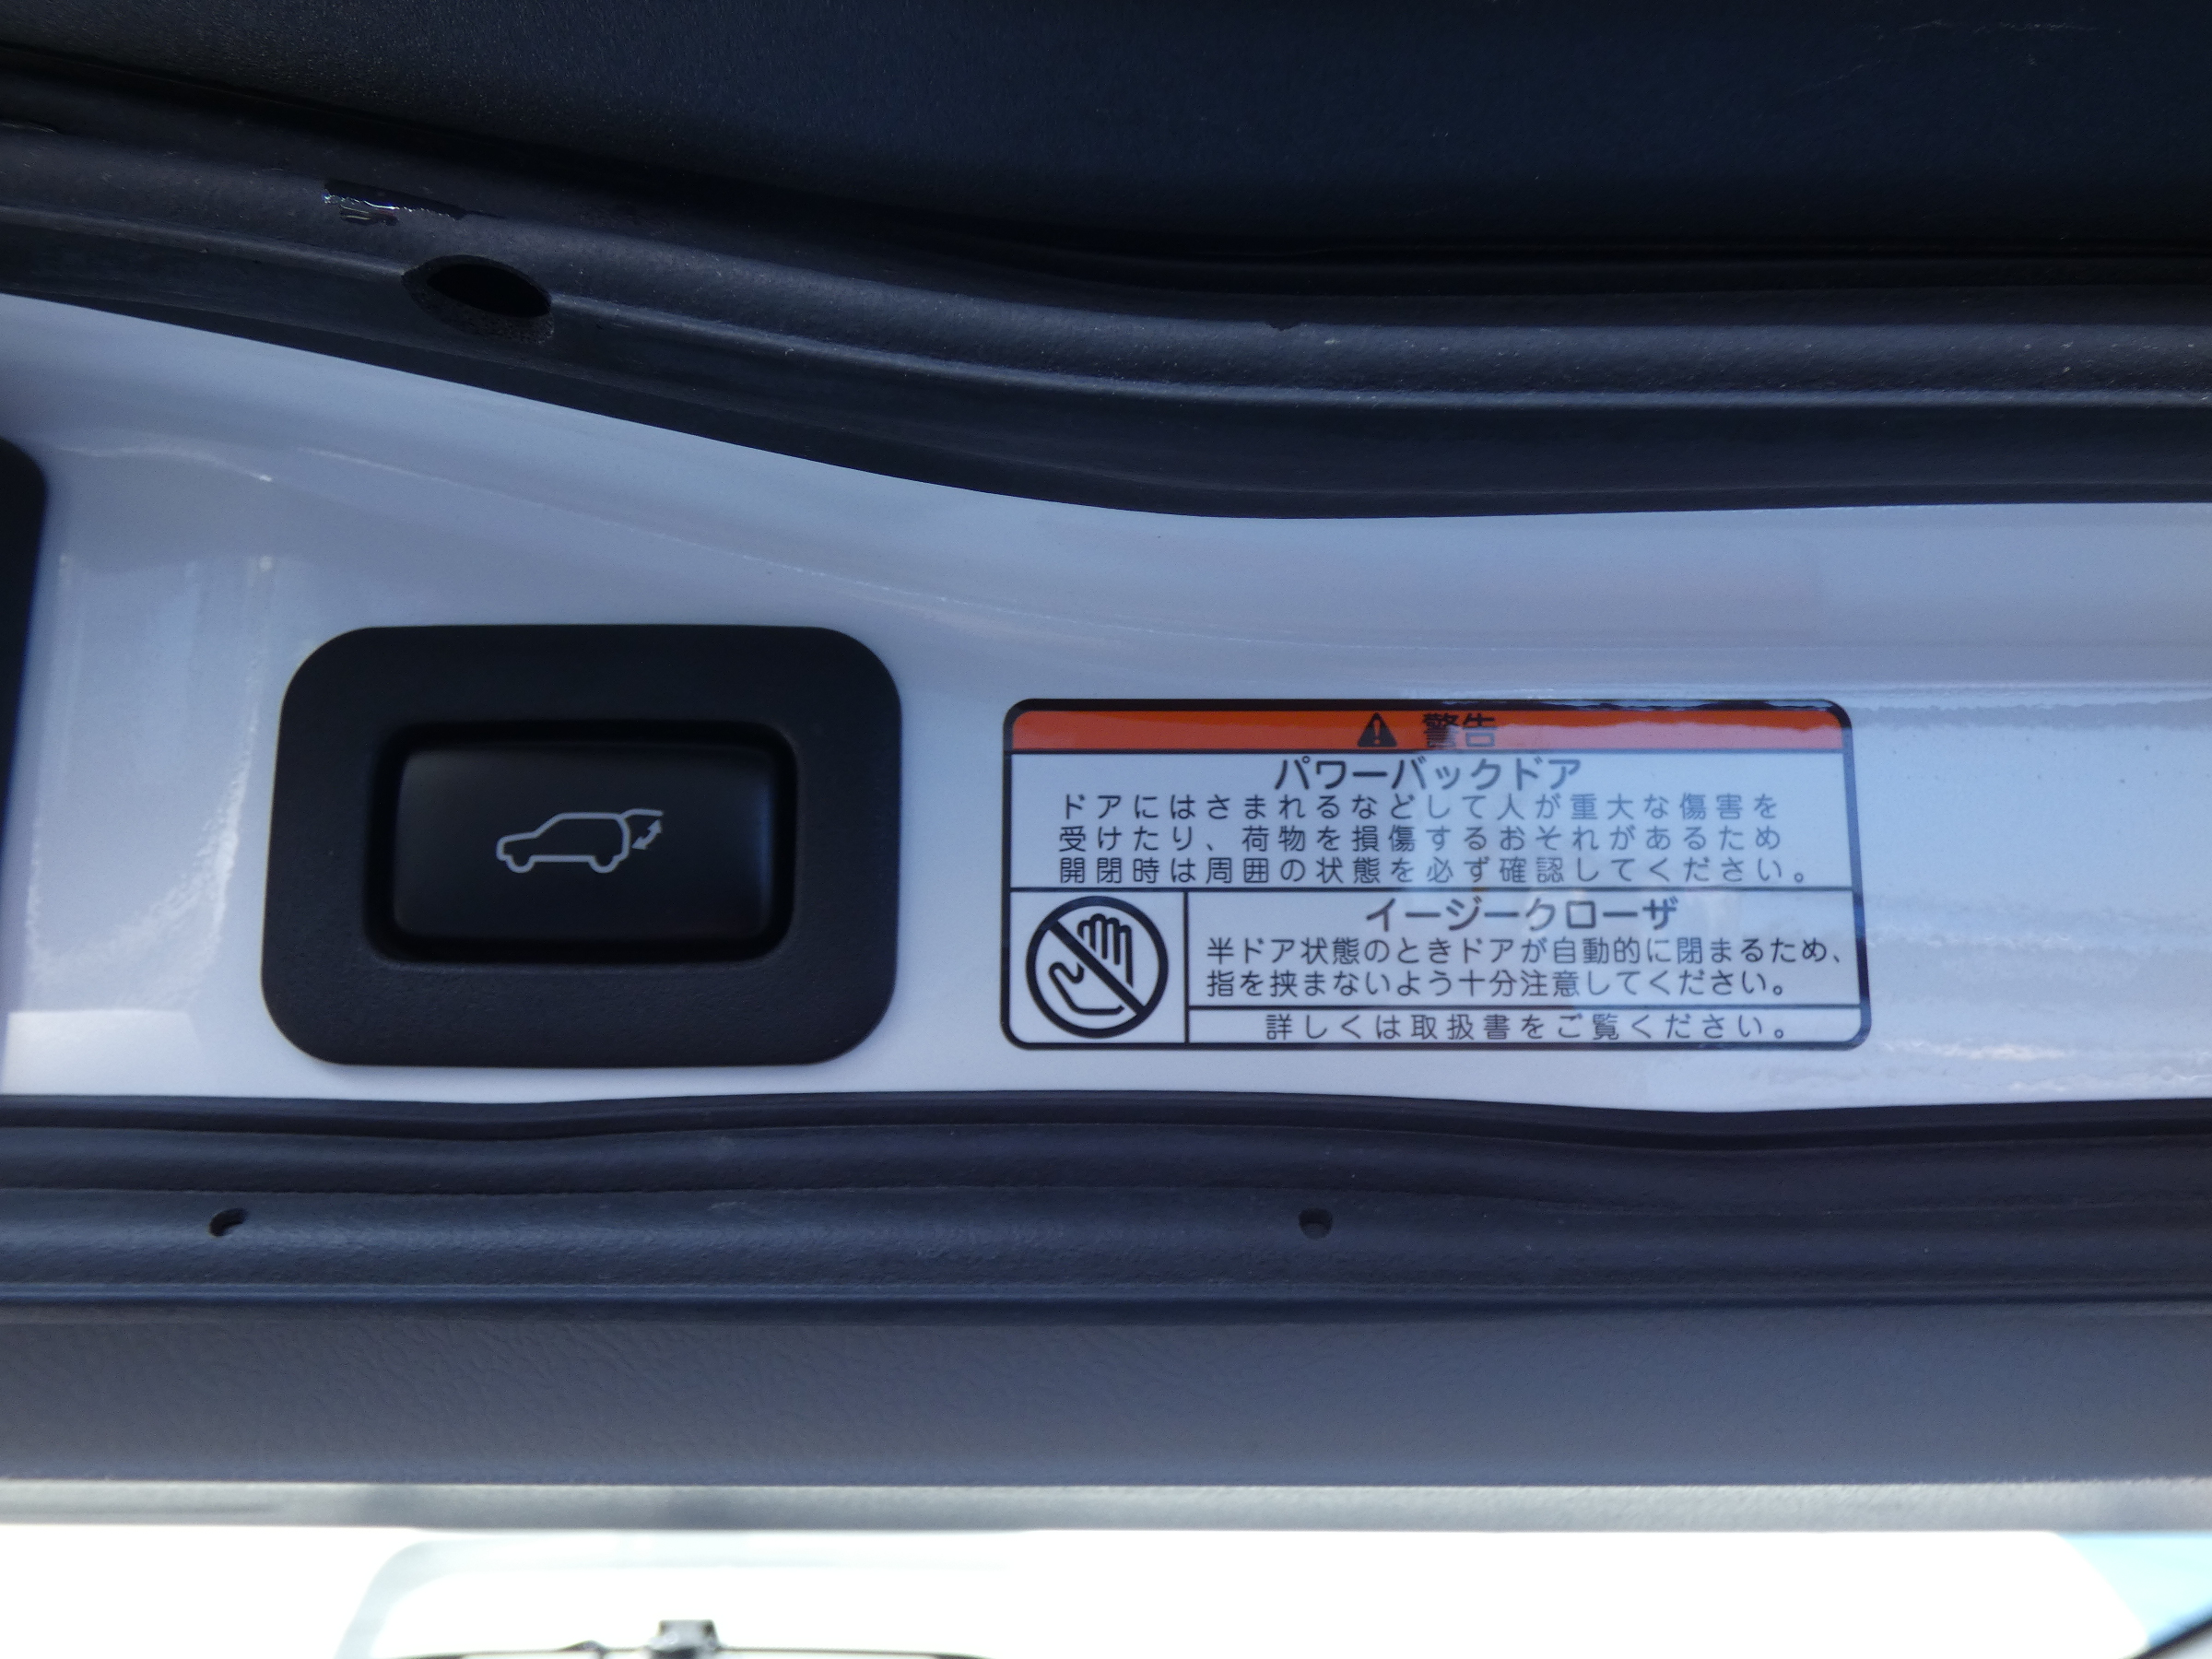 警告
パワーバックドア
ドアにはさまれるなどして人が重大な傷害を
受けたり、荷物を損傷するおそれがあるため
開閉時は周囲の状態を必ず確認してください。
イージークローザ
半ドア状態のときドアが自動的に閉まるため、
指を挟まないよう十分注意してください。
詳しくは取扱書をご覧ください。